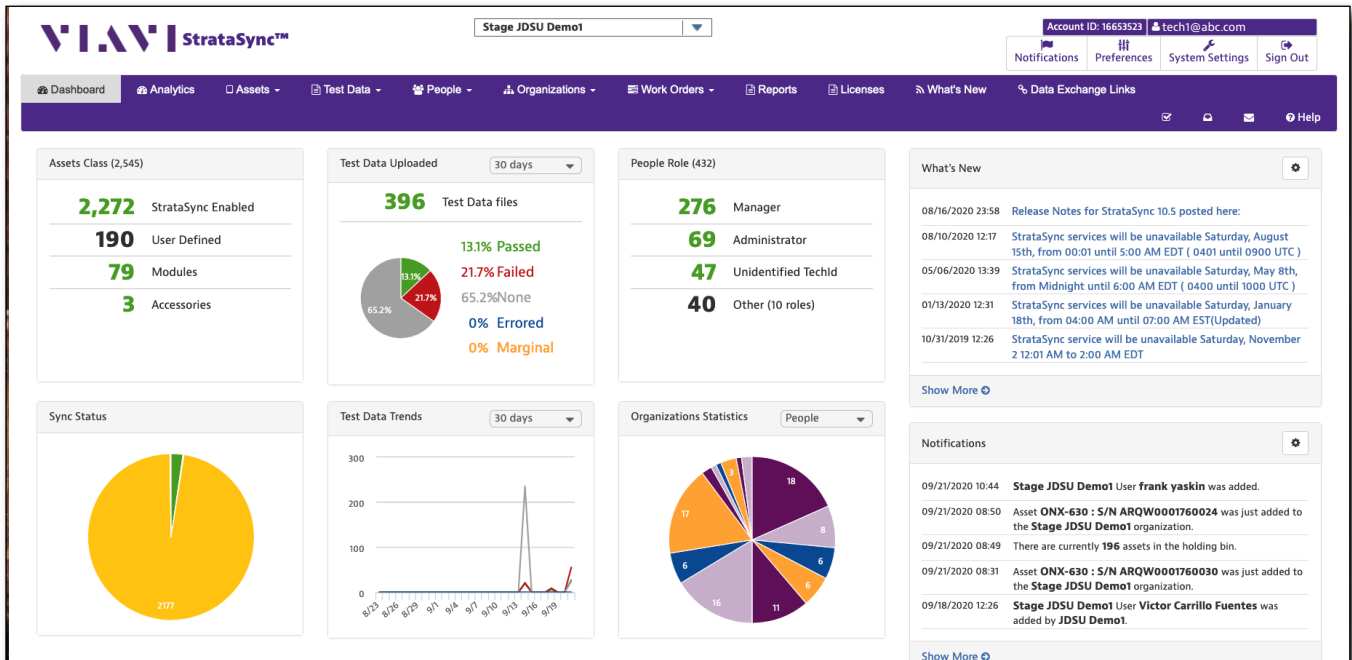 VIAVI StrataSync™
Stage JDSU Demo1
Account ID: 16653523 tech1@abc.com
Notifications Preferences System Settings Sign Out
Dashboard Analytics Assets Test Data People Organizations Work Orders Reports Licenses What's New Data Exchange Links
Help
Assets Class (2,545)
2,272 StrataSync Enabled
190 User Defined
79 Modules
3 Accessories
Test Data Uploaded 30 days
396 Test Data files
13.1% Passed
21.7% Failed
65.2%None
0% Errored
0% Marginal
13.1%
21.7%
65.2%
People Role (432)
276 Manager
69 Administrator
47 Unidentified TechId
40 Other (10 roles)
What's New
08/16/2020 23:58 Release Notes for StrataSync 10.5 posted here:
08/10/2020 12:17 StrataSync services will be unavailable Saturday, August
15th, from 00:01 until 5:00 AM EDT ( 0401 until 0900 UTC )
05/06/2020 13:39 StrataSync services will be unavailable Saturday, May 8th,
from Midnight until 6:00 AM EDT ( 0400 until 1000 UTC )
01/13/2020 12:31 StrataSync services will be unavailable Saturday, January
18th, from 04:00 AM until 07:00 AM EST(Updated)
10/31/2019 12:26 StrataSync service will be unavailable Saturday, November
2 12:01 AM to 2:00 AM EDT
Show More
Sync Status
2177
Test Data Trends 30 days
300
200
100
0
8/23 8/26 8/29 9/1 9/4 9/7 9/10 9/13 9/16 9/19
Organizations Statistics People
18
8
6
6
11
16
6
17
3
Notifications
09/21/2020 10:44 Stage JDSU Demo1 User frank yaskin was added.
09/21/2020 08:50 Asset ONX-630 : S/N ARQW0001760024 was just added to
the Stage JDSU Demo1 organization.
09/21/2020 08:49 There are currently 196 assets in the holding bin.
09/21/2020 08:31 Asset ONX-630 : S/N ARQW0001760030 was just added to
the Stage JDSU Demo1 organization.
09/18/2020 12:26 Stage JDSU Demo1 User Victor Carrillo Fuentes was
added by JDSU Demo1.
Show More